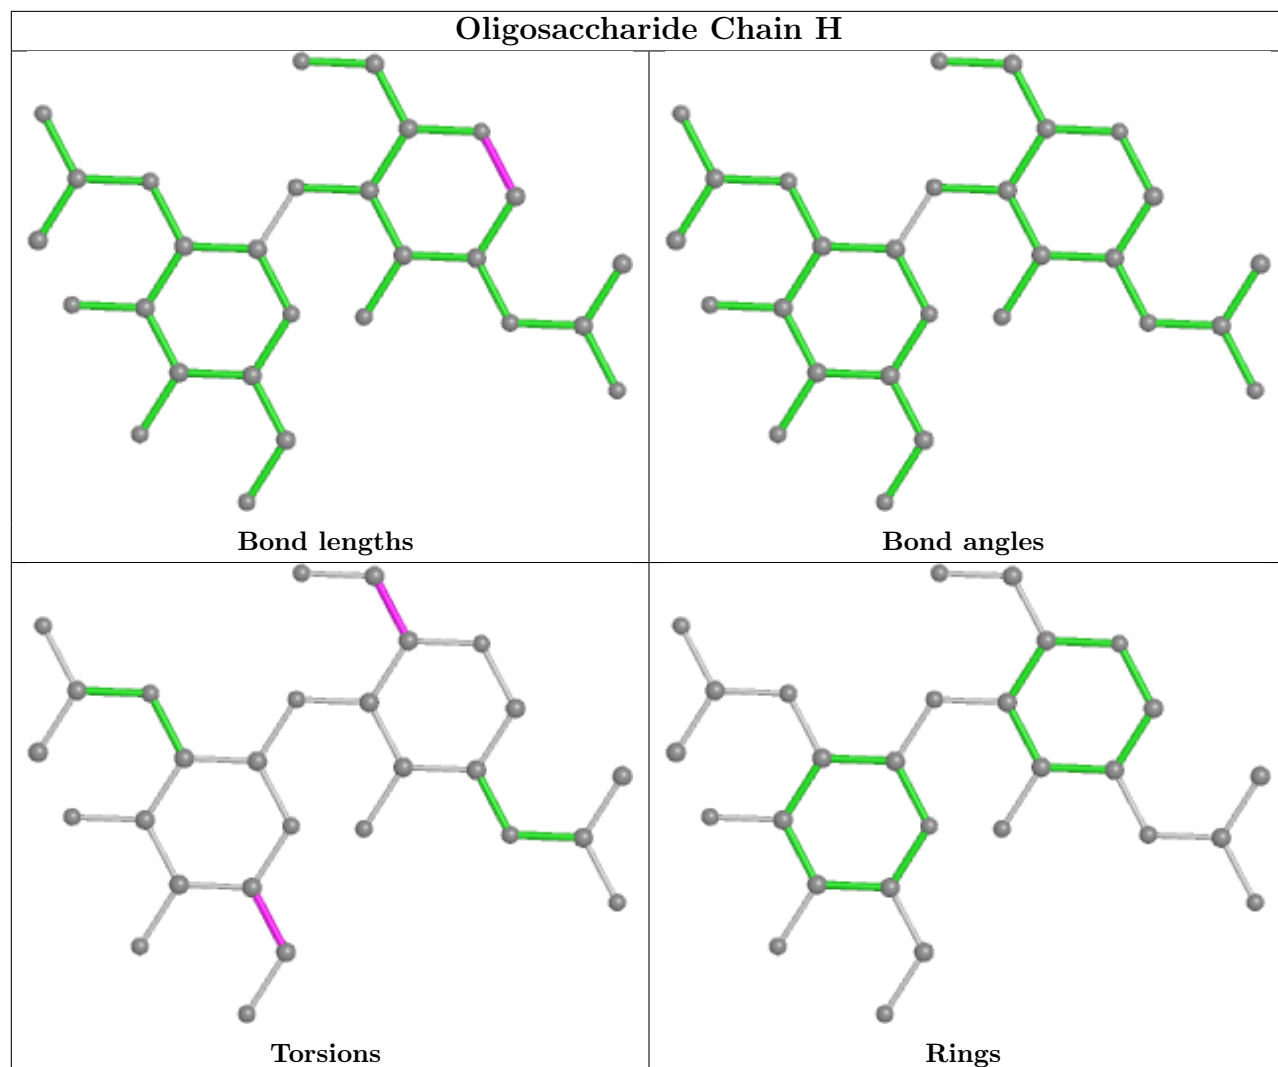 Oligosaccharide Chain H
Bond lengths
Bond angles
Torsions
Rings